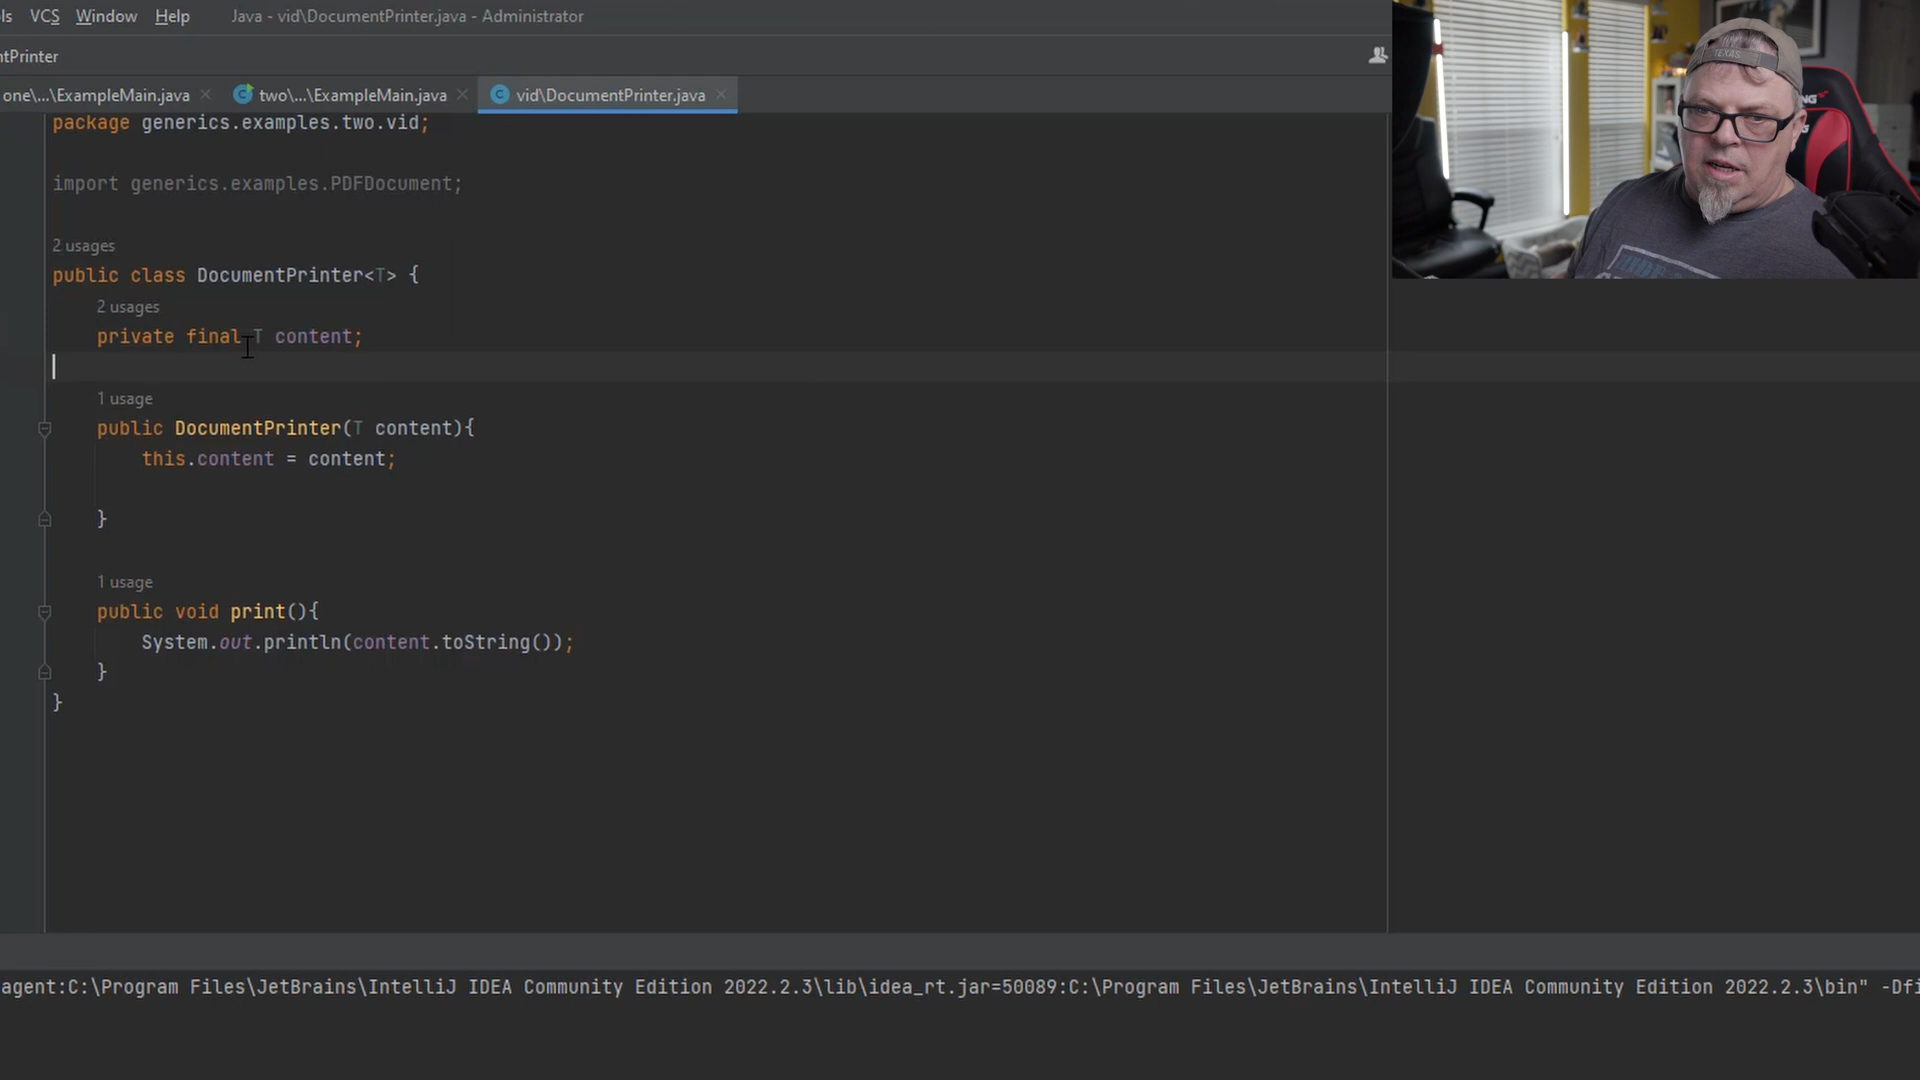 ls VCS Window Help Java - vid\DocumentPrinter.java - Administrator
ntPrinter
one\...\ExampleMain.java two\...\ExampleMain.java vid\DocumentPrinter.java
package generics.examples.two.vid;
import generics.examples.PDFDocument;
2 usages
public class DocumentPrinter<T> {
2 usages
private final T content;
1 usage
public DocumentPrinter(T content){
this.content = content;
}
1 usage
public void print(){
System.out.println(content.toString());
}
}
agent:C:\Program Files\JetBrains\IntelliJ IDEA Community Edition 2022.2.3\lib\idea_rt.jar=50089:C:\Program Files\JetBrains\IntelliJ IDEA Community Edition 2022.2.3\bin" -Dfi
TEXAS
NG